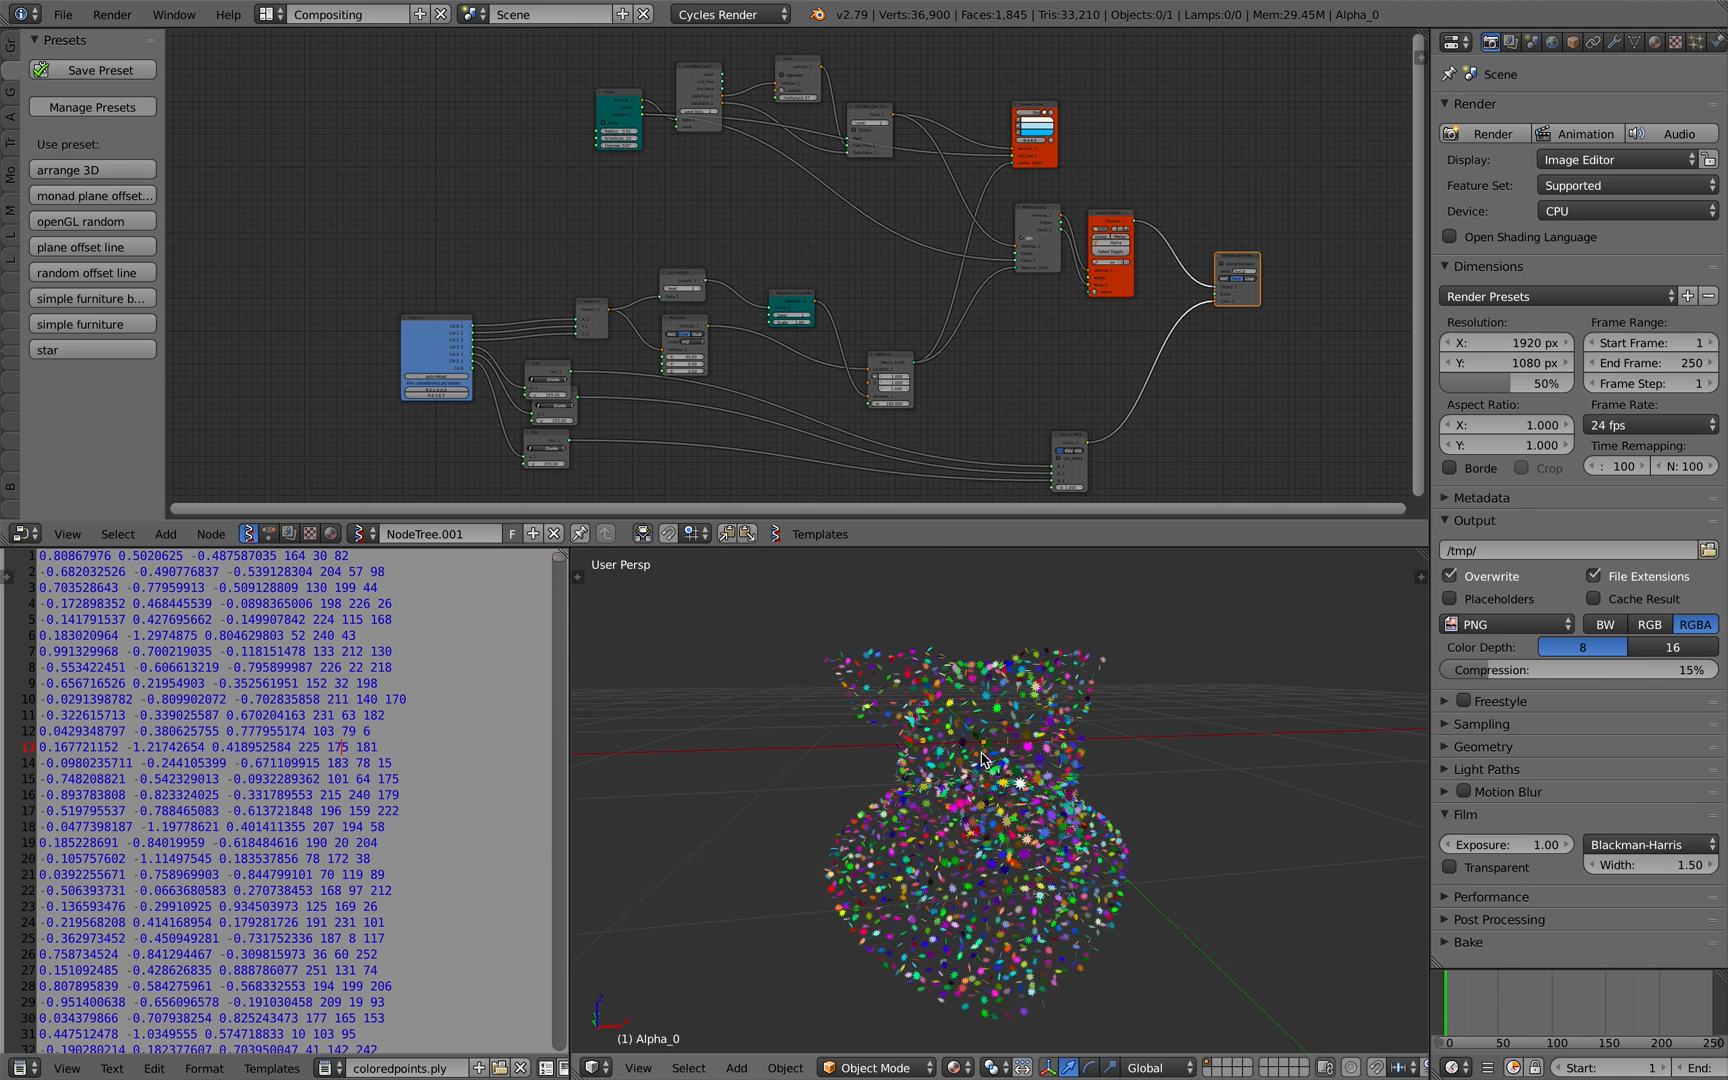 File Render Window Help Compositing Scene Cycles Render v2.79 | Verts:36,900 | Faces:1,845 | Tris:33,210 | Objects:0/1 | Lamps:0/0 | Mem:29.45M | Alpha_0
Presets
Save Preset
Manage Presets
Use preset:
arrange 3D
monad plane offset...
openGL random
plane offset line
random offset line
simple furniture b...
simple furniture
star
View Select Add Node NodeTree.001 F Templates
1 0.80867976 0.5020625 -0.487587035 164 30 82
2 -0.682032526 -0.490776837 -0.539128304 204 57 98
3 0.703528643 -0.77959913 -0.509128809 130 199 44
4 -0.172898352 0.468445539 -0.0898365006 198 226 26
5 -0.141791537 0.427695662 -0.149907842 224 115 168
6 0.183020964 -1.2974875 0.804629803 52 240 43
7 0.991329968 -0.700219035 -0.118151478 133 212 130
8 -0.553422451 -0.606613219 -0.795899987 226 22 218
9 -0.656716526 0.21954903 -0.352561951 152 32 198
10 -0.0291398782 -0.809902072 -0.702835858 211 140 170
11 -0.322615713 -0.339025587 0.670204163 231 63 182
12 0.0429348797 -0.380625755 0.777955174 103 79 6
13 0.167721152 -1.21742654 0.418952584 225 175 181
14 -0.0980235711 -0.244105399 -0.671109915 183 78 15
15 -0.748208821 -0.542329013 -0.0932289362 101 64 175
16 -0.893783808 -0.823324025 -0.331789553 215 240 179
17 -0.519795537 -0.788465083 -0.613721848 196 159 222
18 -0.0477398187 -1.19778621 0.401411355 207 194 58
19 0.185228691 -0.84019959 -0.618484616 190 20 204
20 -0.105757602 -1.11497545 0.183537856 78 172 38
21 0.0392255671 -0.758969903 -0.844799101 70 119 89
22 -0.506393731 -0.0663680583 0.270738453 168 97 212
23 -0.136593476 -0.29910925 0.934503973 125 169 26
24 -0.219568208 0.414168954 0.179281726 191 231 101
25 -0.362973452 -0.450949281 -0.731752336 187 8 117
26 0.758734524 -0.841294467 -0.309815973 36 60 252
27 0.151092485 -0.428626835 0.888786077 251 131 74
28 0.807895839 -0.584275961 -0.568332553 194 199 206
29 -0.951400638 -0.656096578 -0.191030458 209 19 93
30 0.034379866 -0.707938254 0.825243473 177 165 153
31 0.447512478 -1.0349555 0.574718833 10 103 95
32 -0.190280214 0.182377607 0.703950047 41 142 242
View Text Edit Format Templates coloredpoints.ply
User Persp
(1) Alpha_0
View Select Add Object Object Mode Global
Scene
Render
Render Animation Audio
Display: Image Editor
Feature Set: Supported
Device: CPU
Open Shading Language
Dimensions
Render Presets
Resolution: Frame Range:
X: 1920 px Start Frame: 1
Y: 1080 px End Frame: 250
50% Frame Step: 1
Aspect Ratio: Frame Rate:
X: 1.000 24 fps
Y: 1.000 Time Remapping:
Borde Crop : 100 N: 100
Metadata
Output
/tmp/
Overwrite File Extensions
Placeholders Cache Result
PNG BW RGB RGBA
Color Depth: 8 16
Compression: 15%
Freestyle
Sampling
Geometry
Light Paths
Motion Blur
Film
Exposure: 1.00 Blackman-Harris
Transparent Width: 1.50
Performance
Post Processing
Bake
0 50 100 150 200 250
Start: 1 End: